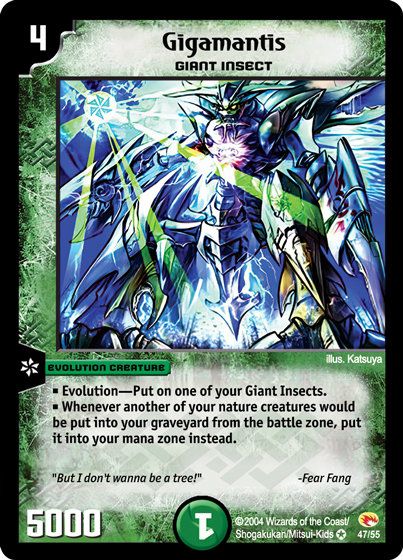 4
Gigamantis
GIANT INSECT
illus. Katsuya
EVOLUTION CREATURE
▪ Evolution—Put on one of your Giant Insects.
▪ Whenever another of your nature creatures would
be put into your graveyard from the battle zone, put
it into your mana zone instead.
"But I don't wanna be a tree!" -Fear Fang
5000
1
©2004 Wizards of the Coast/
Shogakukan/Mitsui-Kids ✪ 47/55